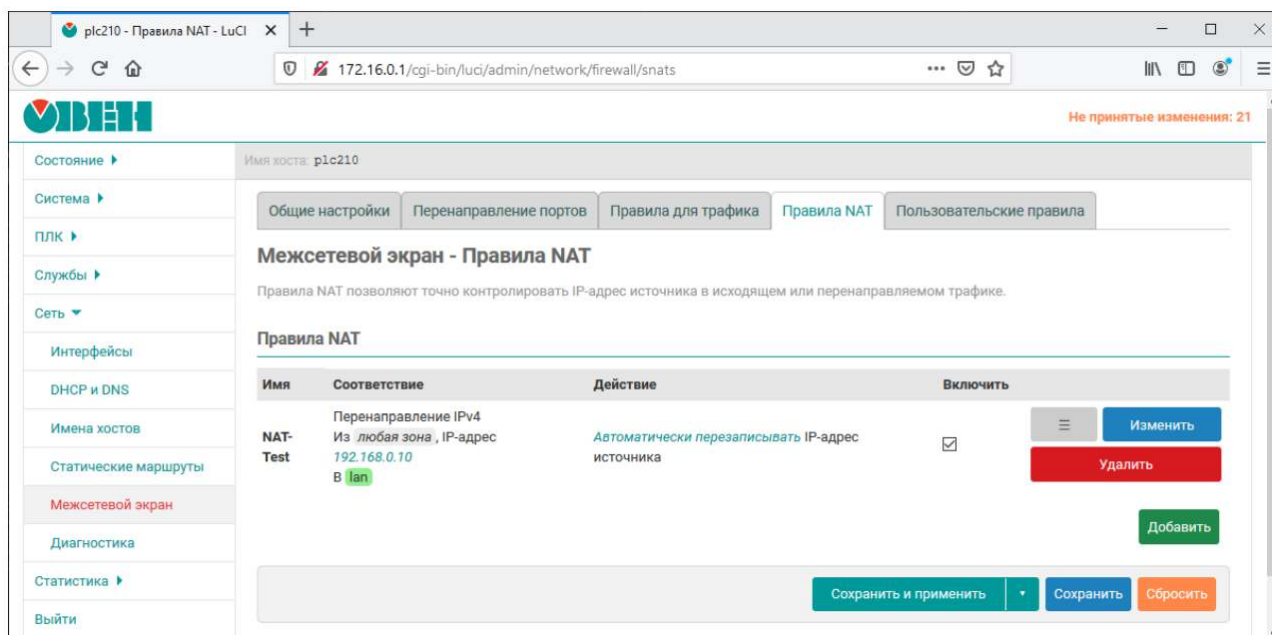 plc210 - Правила NAT - LuCI
172.16.0.1/cgi-bin/luci/admin/network/firewall/snats
ОВЕН
Не принятые изменения: 21
Имя хоста: plc210
Состояние
Система
ПЛК
Службы
Сеть
Интерфейсы
DHCP и DNS
Имена хостов
Статические маршруты
Межсетевой экран
Диагностика
Статистика
Выйти
Общие настройки
Перенаправление портов
Правила для трафика
Правила NAT
Пользовательские правила
Межсетевой экран - Правила NAT
Правила NAT позволяют точно контролировать IP-адрес источника в исходящем или перенаправляемом трафике.
Правила NAT
Имя Соответствие Действие Включить
NAT-
Test
Перенаправление IPv4
Из любая зона , IP-адрес
192.168.0.10
В lan
Автоматически перезаписывать IP-адрес
источника
Изменить
Удалить
Добавить
Сохранить и применить
Сохранить
Сбросить